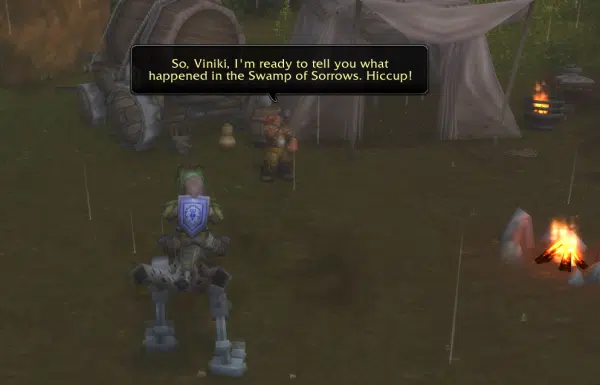 So, Viniki, I'm ready to tell you what
happened in the Swamp of Sorrows. Hiccup!